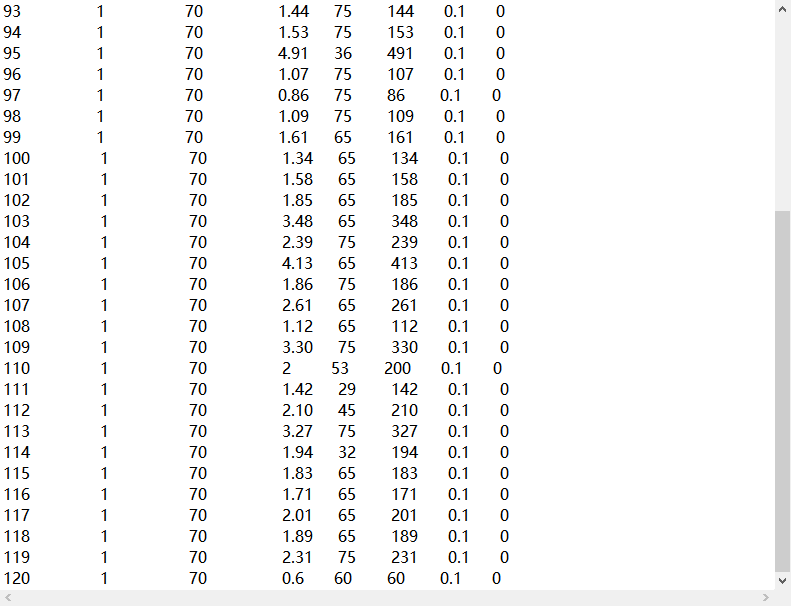 93 1 70 1.44 75 144 0.1 0
94 1 70 1.53 75 153 0.1 0
95 1 70 4.91 36 491 0.1 0
96 1 70 1.07 75 107 0.1 0
97 1 70 0.86 75 86 0.1 0
98 1 70 1.09 75 109 0.1 0
99 1 70 1.61 65 161 0.1 0
100 1 70 1.34 65 134 0.1 0
101 1 70 1.58 65 158 0.1 0
102 1 70 1.85 65 185 0.1 0
103 1 70 3.48 65 348 0.1 0
104 1 70 2.39 75 239 0.1 0
105 1 70 4.13 65 413 0.1 0
106 1 70 1.86 75 186 0.1 0
107 1 70 2.61 65 261 0.1 0
108 1 70 1.12 65 112 0.1 0
109 1 70 3.30 75 330 0.1 0
110 1 70 2 53 200 0.1 0
111 1 70 1.42 29 142 0.1 0
112 1 70 2.10 45 210 0.1 0
113 1 70 3.27 75 327 0.1 0
114 1 70 1.94 32 194 0.1 0
115 1 70 1.83 65 183 0.1 0
116 1 70 1.71 65 171 0.1 0
117 1 70 2.01 65 201 0.1 0
118 1 70 1.89 65 189 0.1 0
119 1 70 2.31 75 231 0.1 0
120 1 70 0.6 60 60 0.1 0